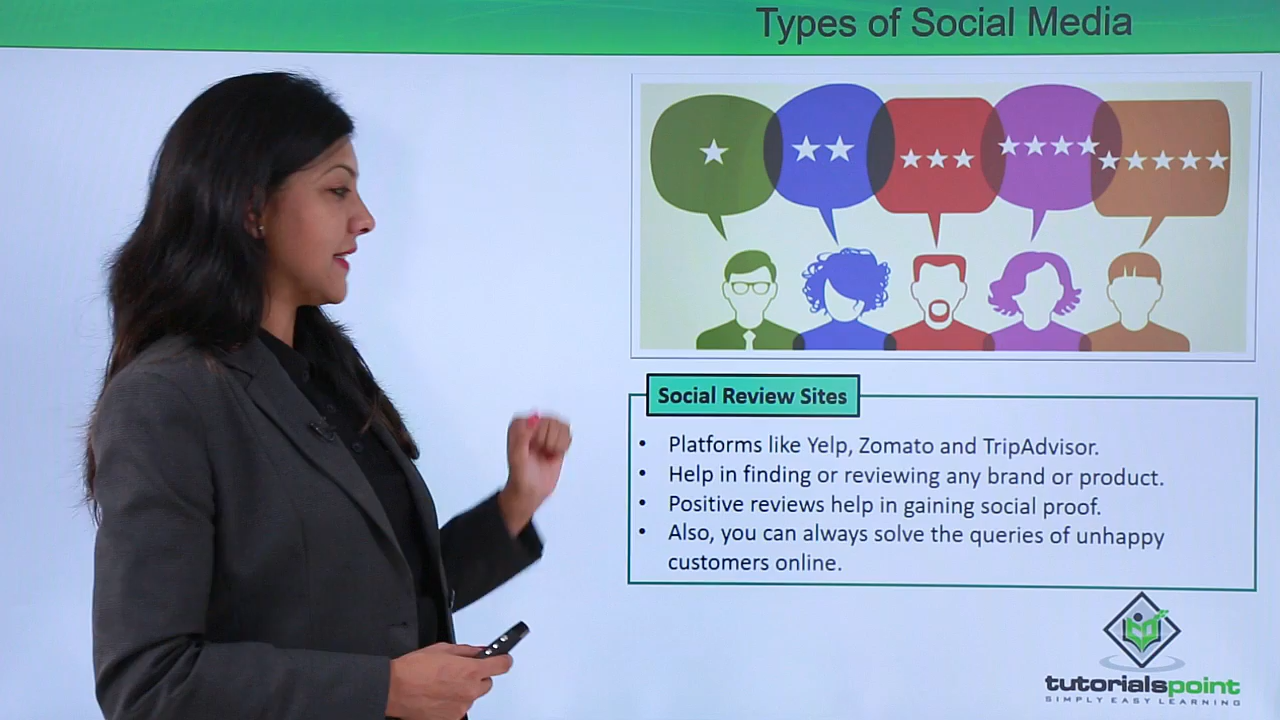 Types of Social Media
Social Review Sites
• Platforms like Yelp, Zomato and TripAdvisor.
• Help in finding or reviewing any brand or product.
• Positive reviews help in gaining social proof.
• Also, you can always solve the queries of unhappy
customers online.
tutorialspoint
SIMPLY EASY LEARNING